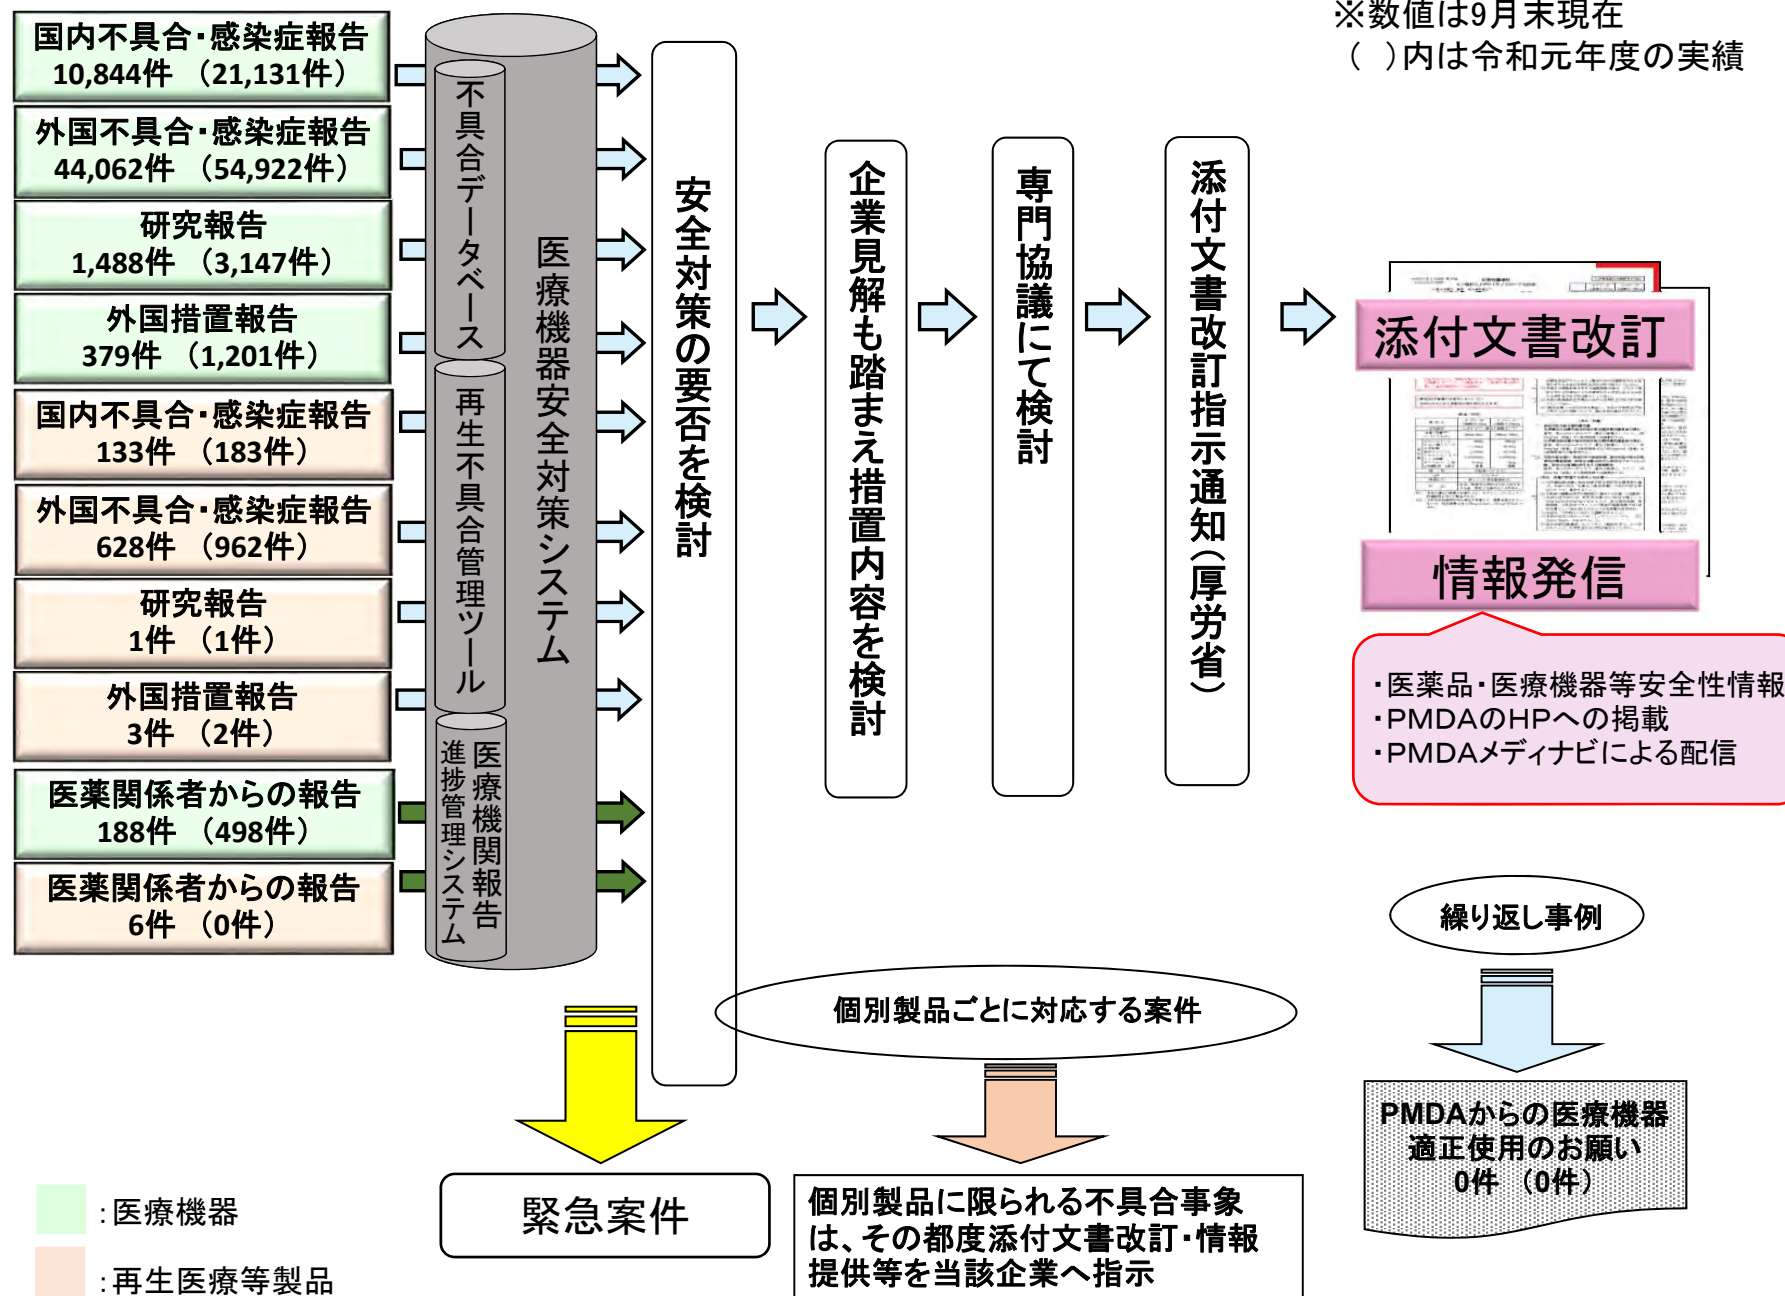 ※数値は9月末現在
（　）内は令和元年度の実績
国内不具合・感染症報告
10,844件　（21,131件）
外国不具合・感染症報告
44,062件　（54,922件）
研究報告
1,488件　（3,147件）
外国措置報告
379件　（1,201件）
国内不具合・感染症報告
133件　（183件）
外国不具合・感染症報告
628件　（962件）
研究報告
1件　（1件）
外国措置報告
3件　（2件）
医薬関係者からの報告
188件　（498件）
医薬関係者からの報告
6件　（0件）
不具合データベース
再生不具合管理ツール
医療機関報告
進捗管理システム
医療機器安全対策システム
安全対策の要否を検討
企業見解も踏まえ措置内容を検討
専門協議にて検討
添付文書改訂指示通知（厚労省）
添付文書改訂
情報発信
・医薬品・医療機器等安全性情報
・PMDAのHPへの掲載
・PMDAメディナビによる配信
繰り返し事例
個別製品ごとに対応する案件
PMDAからの医療機器
適正使用のお願い
0件　（0件）
緊急案件
個別製品に限られる不具合事象
は、その都度添付文書改訂・情報
提供等を当該企業へ指示
：医療機器
：再生医療等製品